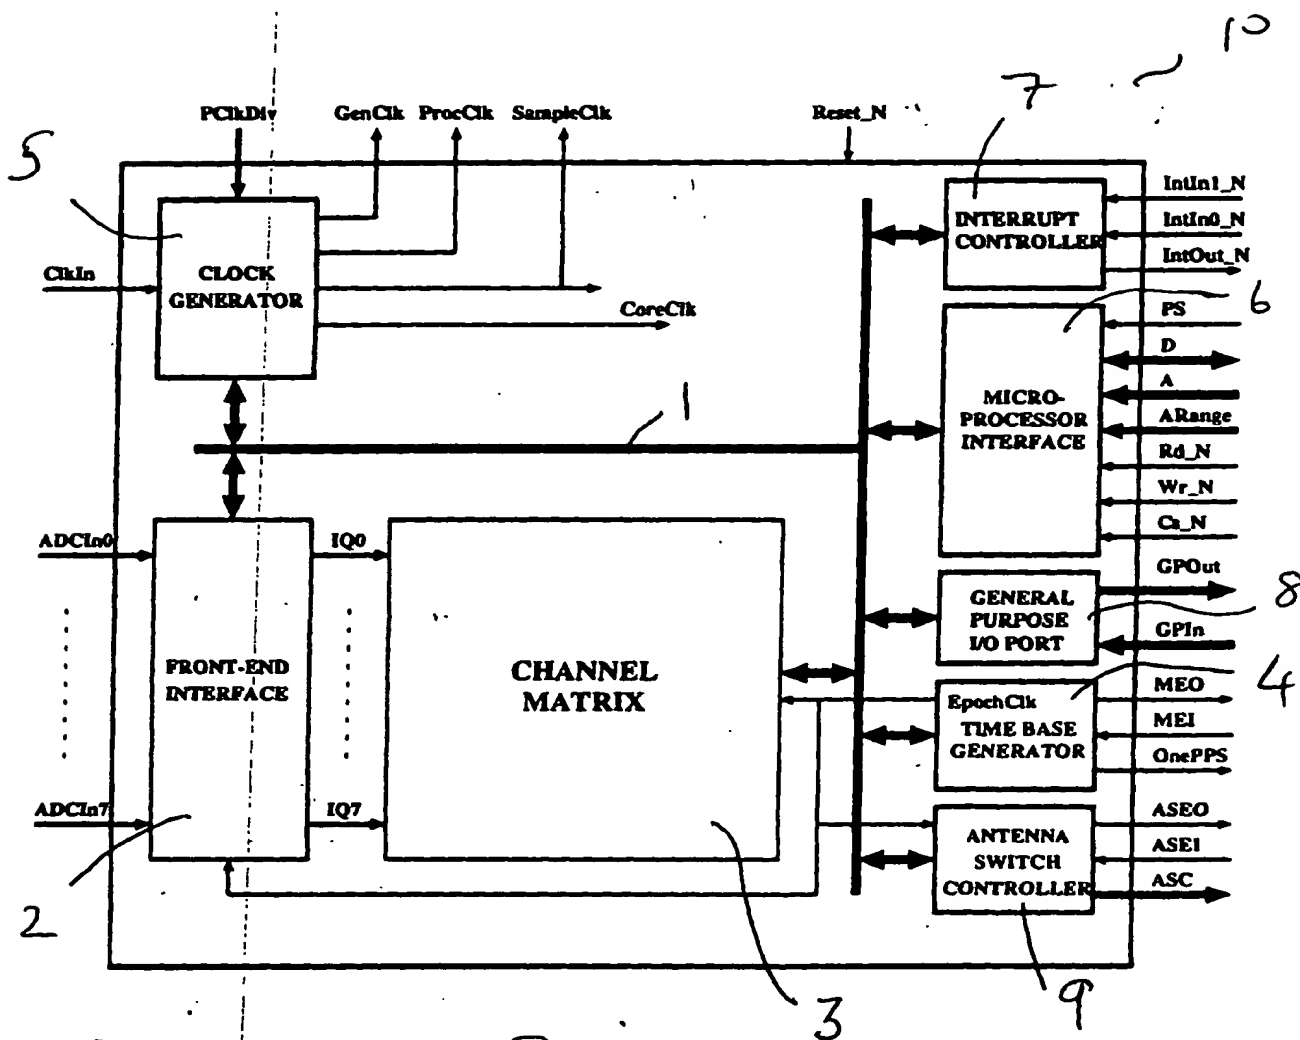 10
7
PClkDiv
GenClk
ProcClk
SampleClk
Reset_N
5
IntIn1_N
INTERRUPT
CONTROLLER
IntIn0_N
IntOut_N
ClkIn
CLOCK
GENERATOR
6
CoreClk
PS
D
A
MICRO-
PROCESSOR
INTERFACE
ARange
Rd_N
Wr_N
Cs_N
1
ADCIn0
IQ0
GPOut
GENERAL
PURPOSE
I/O PORT
8
GPIn
FRONT-END
INTERFACE
CHANNEL
MATRIX
4
EpochClk
TIME BASE
GENERATOR
MEO
MEI
OnePPS
ADCIn7
IQ7
ASEO
ANTENNA
SWITCH
CONTROLLER
ASEI
ASC
2
3
9